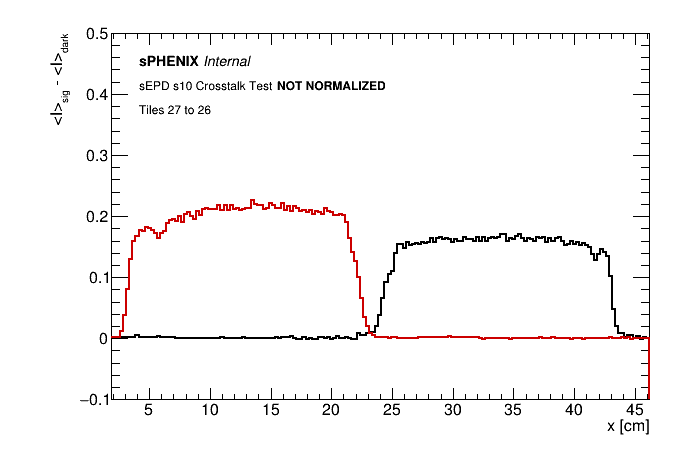 0.5
sPHENIX Internal
sEPD s10 Crosstalk Test NOT NORMALIZED
Tiles 27 to 26
<I>sig - <I>dark
0.4
0.3
0.2
0.1
0
−0.1
5 10 15 20 25 30 35 40 45
x [cm]